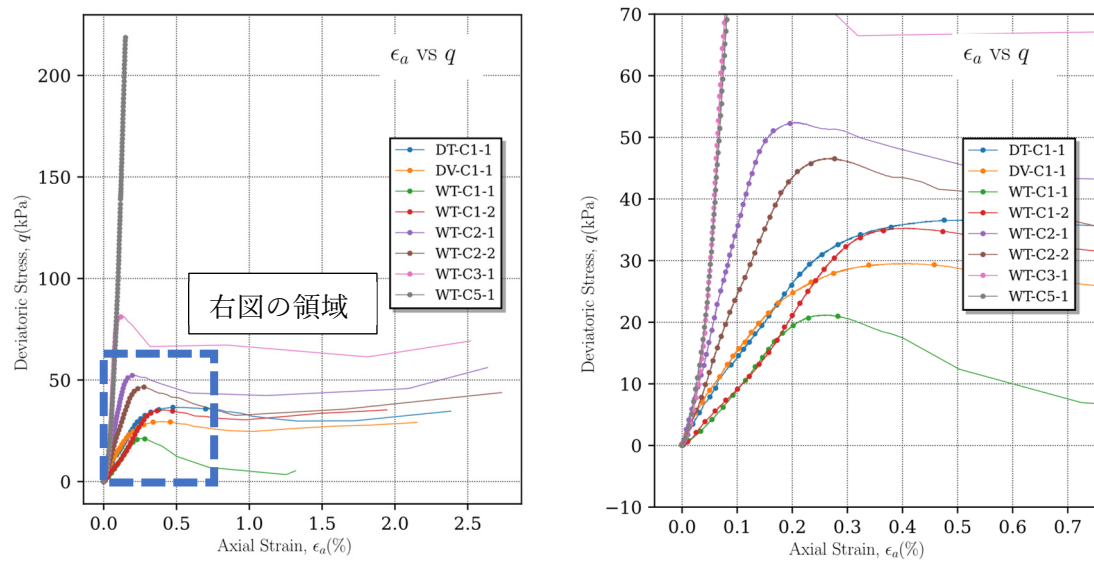 ϵa VS q
200
150
100
50
0
Deviatoric Stress, q(kPa)
DT-C1-1
DV-C1-1
WT-C1-1
WT-C1-2
WT-C2-1
WT-C2-2
WT-C3-1
WT-C5-1
右図の領域
0.0 0.5 1.0 1.5 2.0 2.5
Axial Strain, ϵa(%)
ϵa VS q
70
60
50
40
30
20
10
0
−10
Deviatoric Stress, q(kPa)
DT-C1-1
DV-C1-1
WT-C1-1
WT-C1-2
WT-C2-1
WT-C2-2
WT-C3-1
WT-C5-1
0.0 0.1 0.2 0.3 0.4 0.5 0.6 0.7
Axial Strain, ϵa(%)